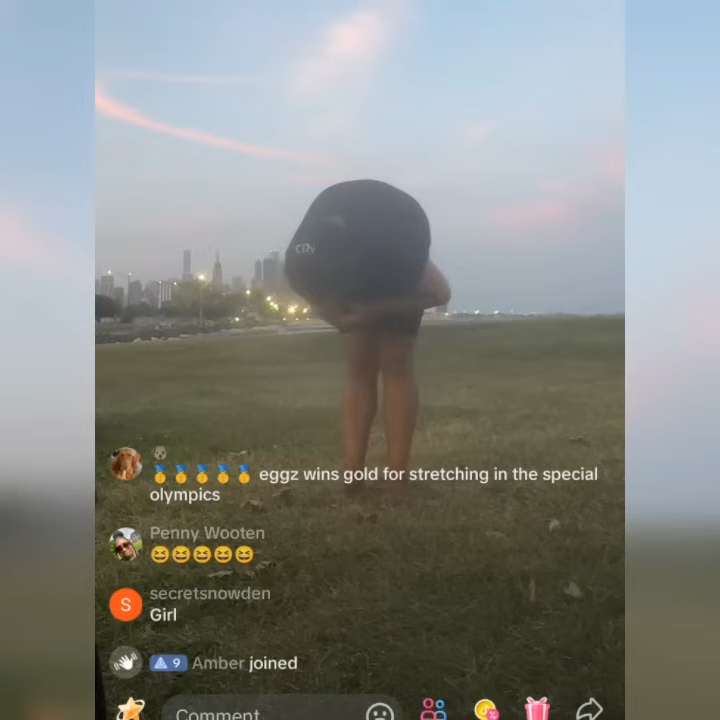 🥇🥇🥇🥇🥇 eggz wins gold for stretching in the special
olympics
Penny Wooten
😆😆😆😆😆
secretsnowden
Girl
9 Amber joined
Comment